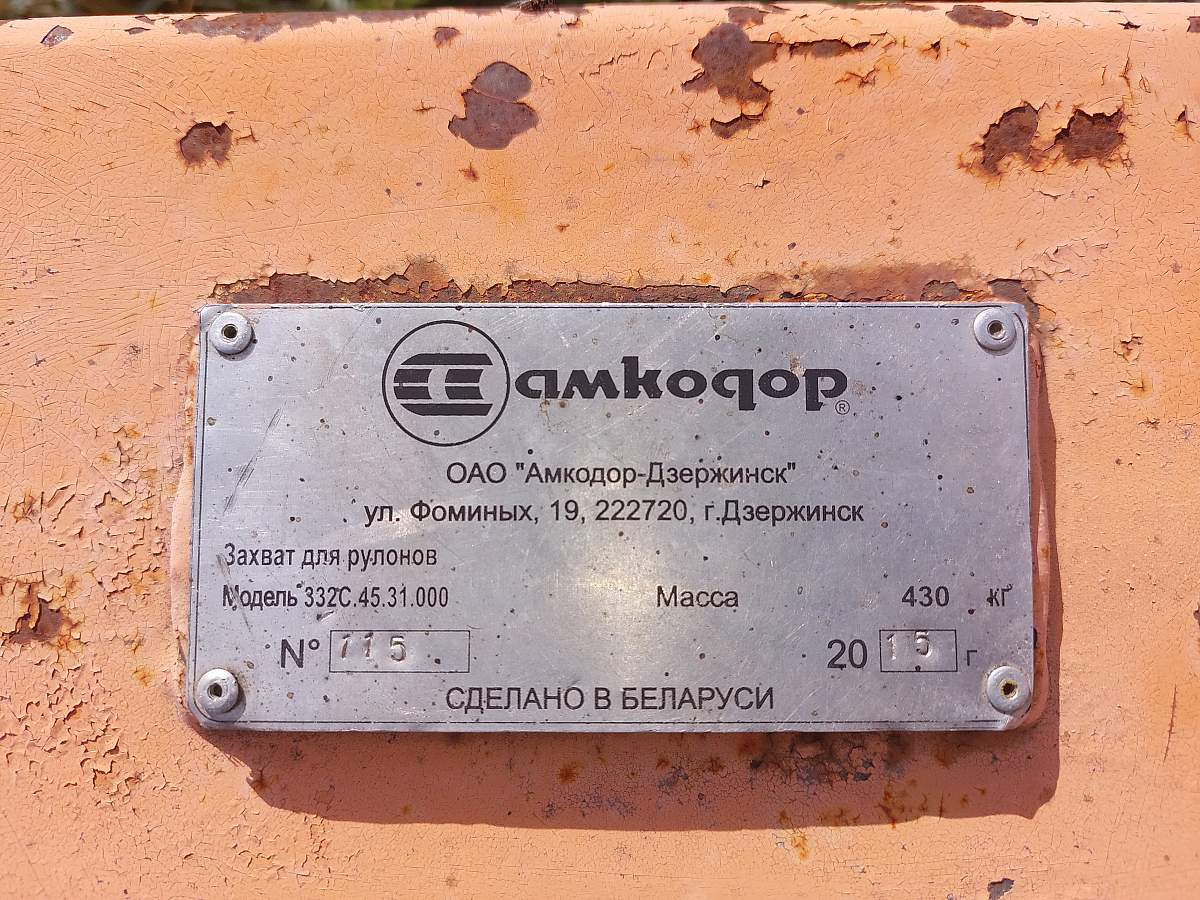 амкодор ®
ОАО "Амкодор-Дзержинск"
ул. Фоминых, 19, 222720, г.Дзержинск
Захват для рулонов
Модель 332С.45.31.000 Масса 430 кг
N° 115 20 15 г
СДЕЛАНО В БЕЛАРУСИ